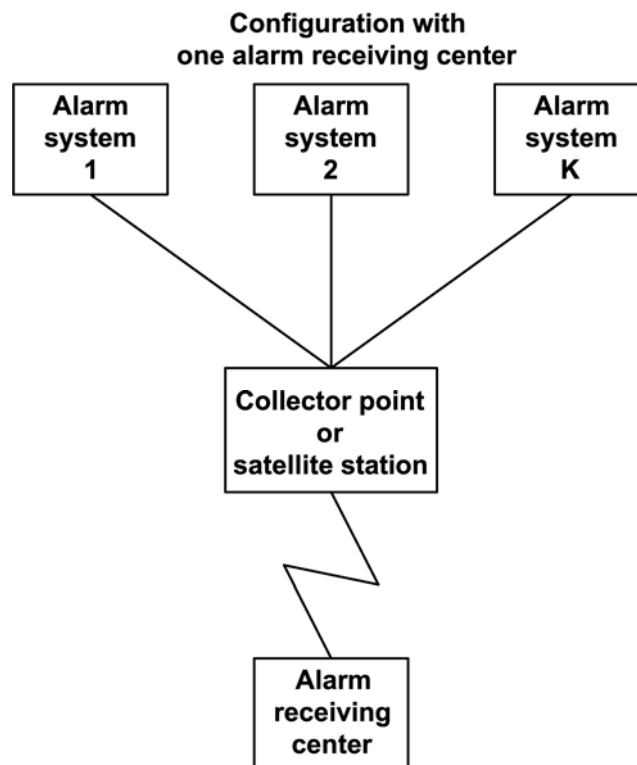 Configuration with
one alarm receiving center
Alarm
system
1
Alarm
system
2
Alarm
system
K
Collector point
or
satellite station
Alarm
receiving
center